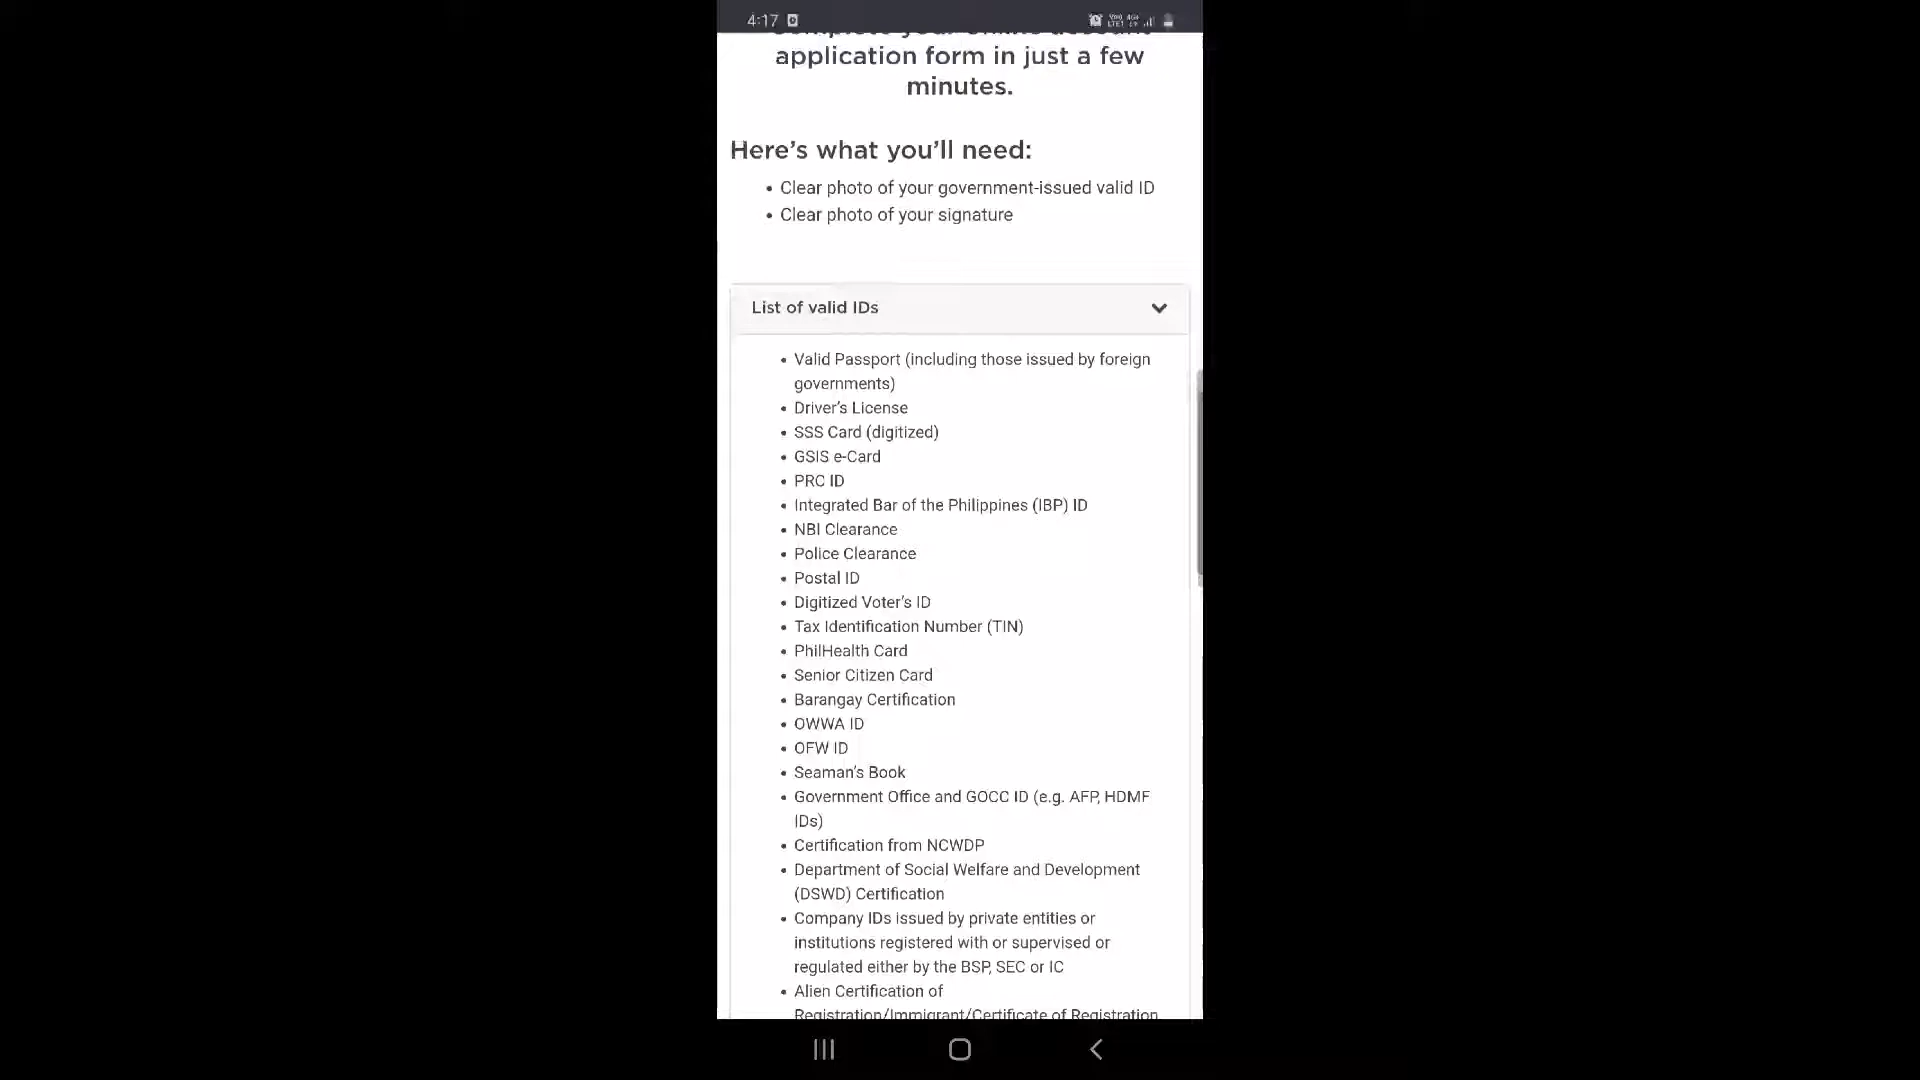 4:17
application form in just a few
minutes.
Here's what you'll need:
• Clear photo of your government-issued valid ID
• Clear photo of your signature
List of valid IDs
• Valid Passport (including those issued by foreign
governments)
• Driver's License
• SSS Card (digitized)
• GSIS e-Card
• PRC ID
• Integrated Bar of the Philippines (IBP) ID
• NBI Clearance
• Police Clearance
• Postal ID
• Digitized Voter's ID
• Tax Identification Number (TIN)
• PhilHealth Card
• Senior Citizen Card
• Barangay Certification
• OWWA ID
• OFW ID
• Seaman's Book
• Government Office and GOCC ID (e.g. AFP, HDMF
IDs)
• Certification from NCWDP
• Department of Social Welfare and Development
(DSWD) Certification
• Company IDs issued by private entities or
institutions registered with or supervised or
regulated either by the BSP, SEC or IC
• Alien Certification of
Registration/Immigrant/Certificate of Registration